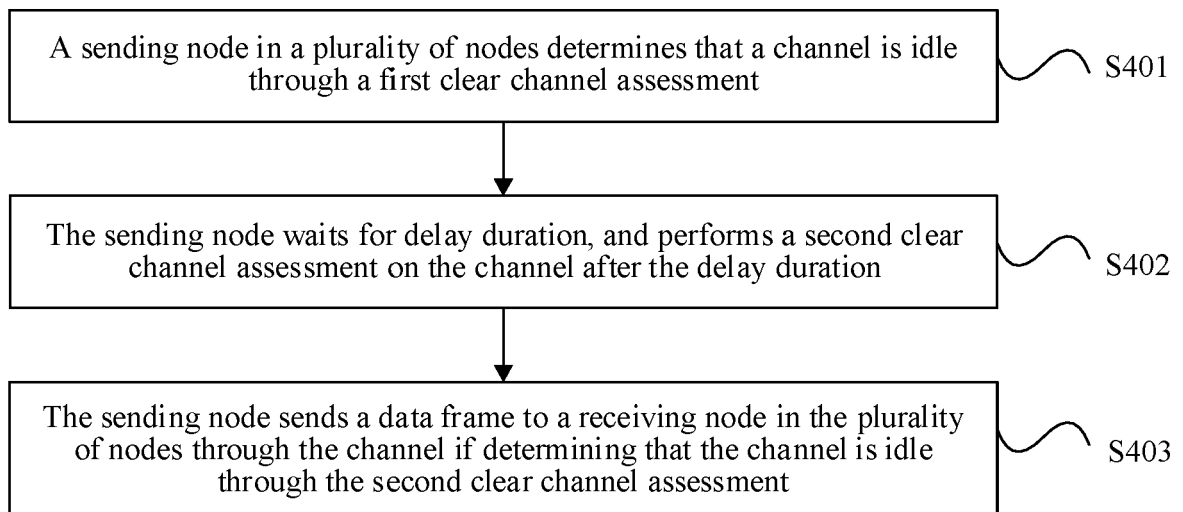 A sending node in a plurality of nodes determines that a channel is idle
through a first clear channel assessment
S401
The sending node waits for delay duration, and performs a second clear
channel assessment on the channel after the delay duration
S402
The sending node sends a data frame to a receiving node in the plurality
of nodes through the channel if determining that the channel is idle
through the second clear channel assessment
S403